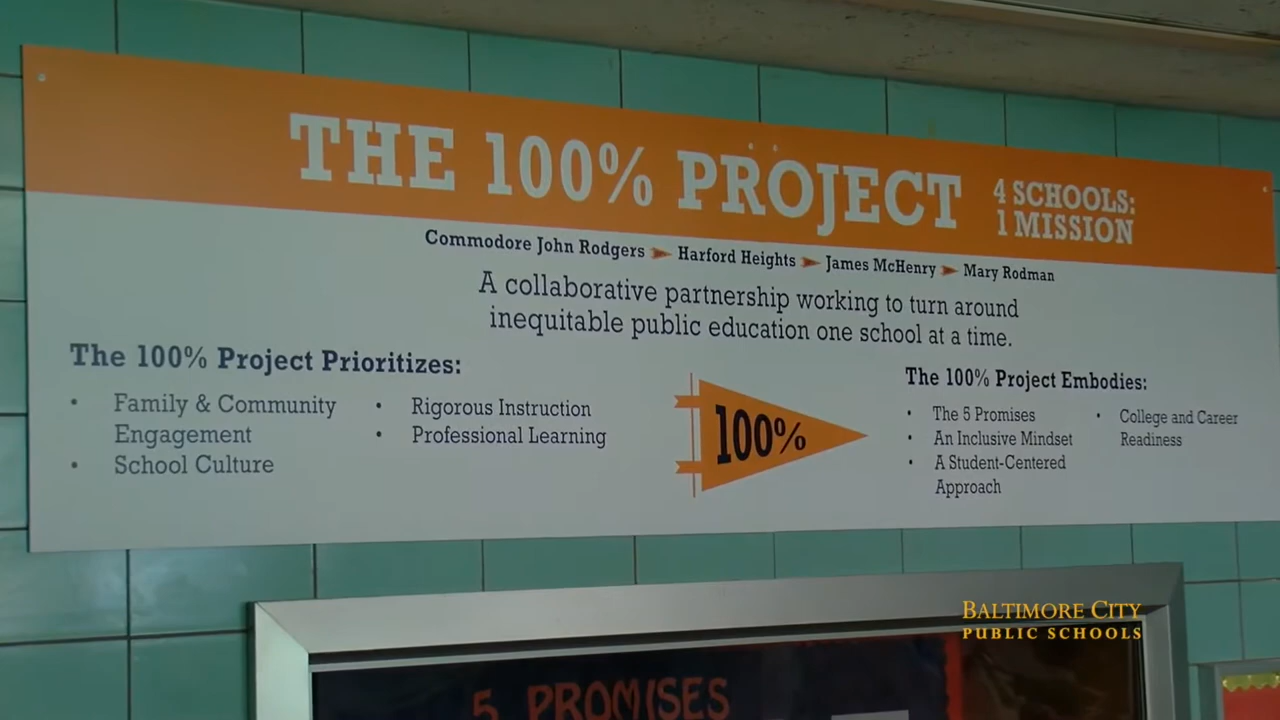 THE 100% PROJECT
4 SCHOOLS:
1 MISSION
Commodore John Rodgers Harford Heights James McHenry Mary Rodman
A collaborative partnership working to turn around
inequitable public education one school at a time.
The 100% Project Prioritizes:
• Family & Community
Engagement
• School Culture
• Rigorous Instruction
• Professional Learning
100%
The 100% Project Embodies:
• The 5 Promises
• An Inclusive Mindset
• A Student-Centered
Approach
• College and Career
Readiness
BALTIMORE CITY
PUBLIC SCHOOLS
5 PROMISES